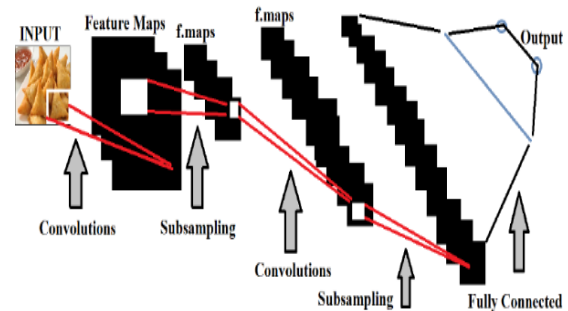 INPUT
Feature Maps
f.maps
f.maps
Output
Convolutions
Subsampling
Convolutions
Subsampling
Fully Connected